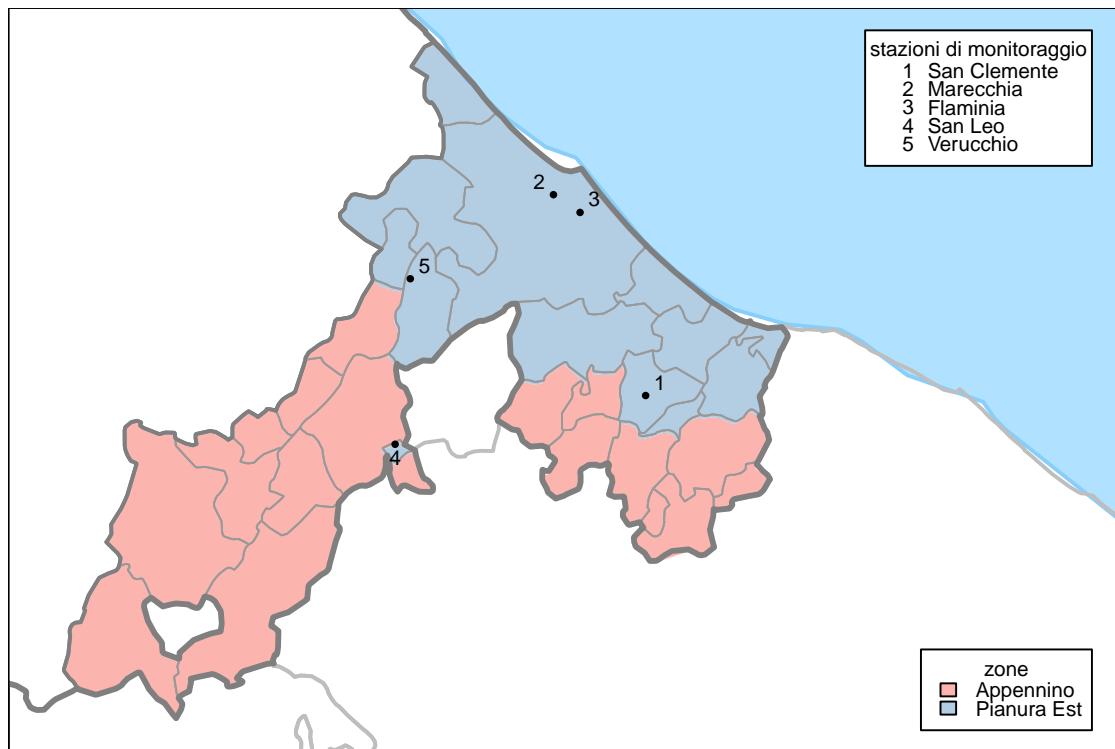 stazioni di monitoraggio
1 San Clemente
2 Marecchia
3 Flaminia
4 San Leo
5 Verucchio
2
3
5
1
4
zone
Appennino
Pianura Est